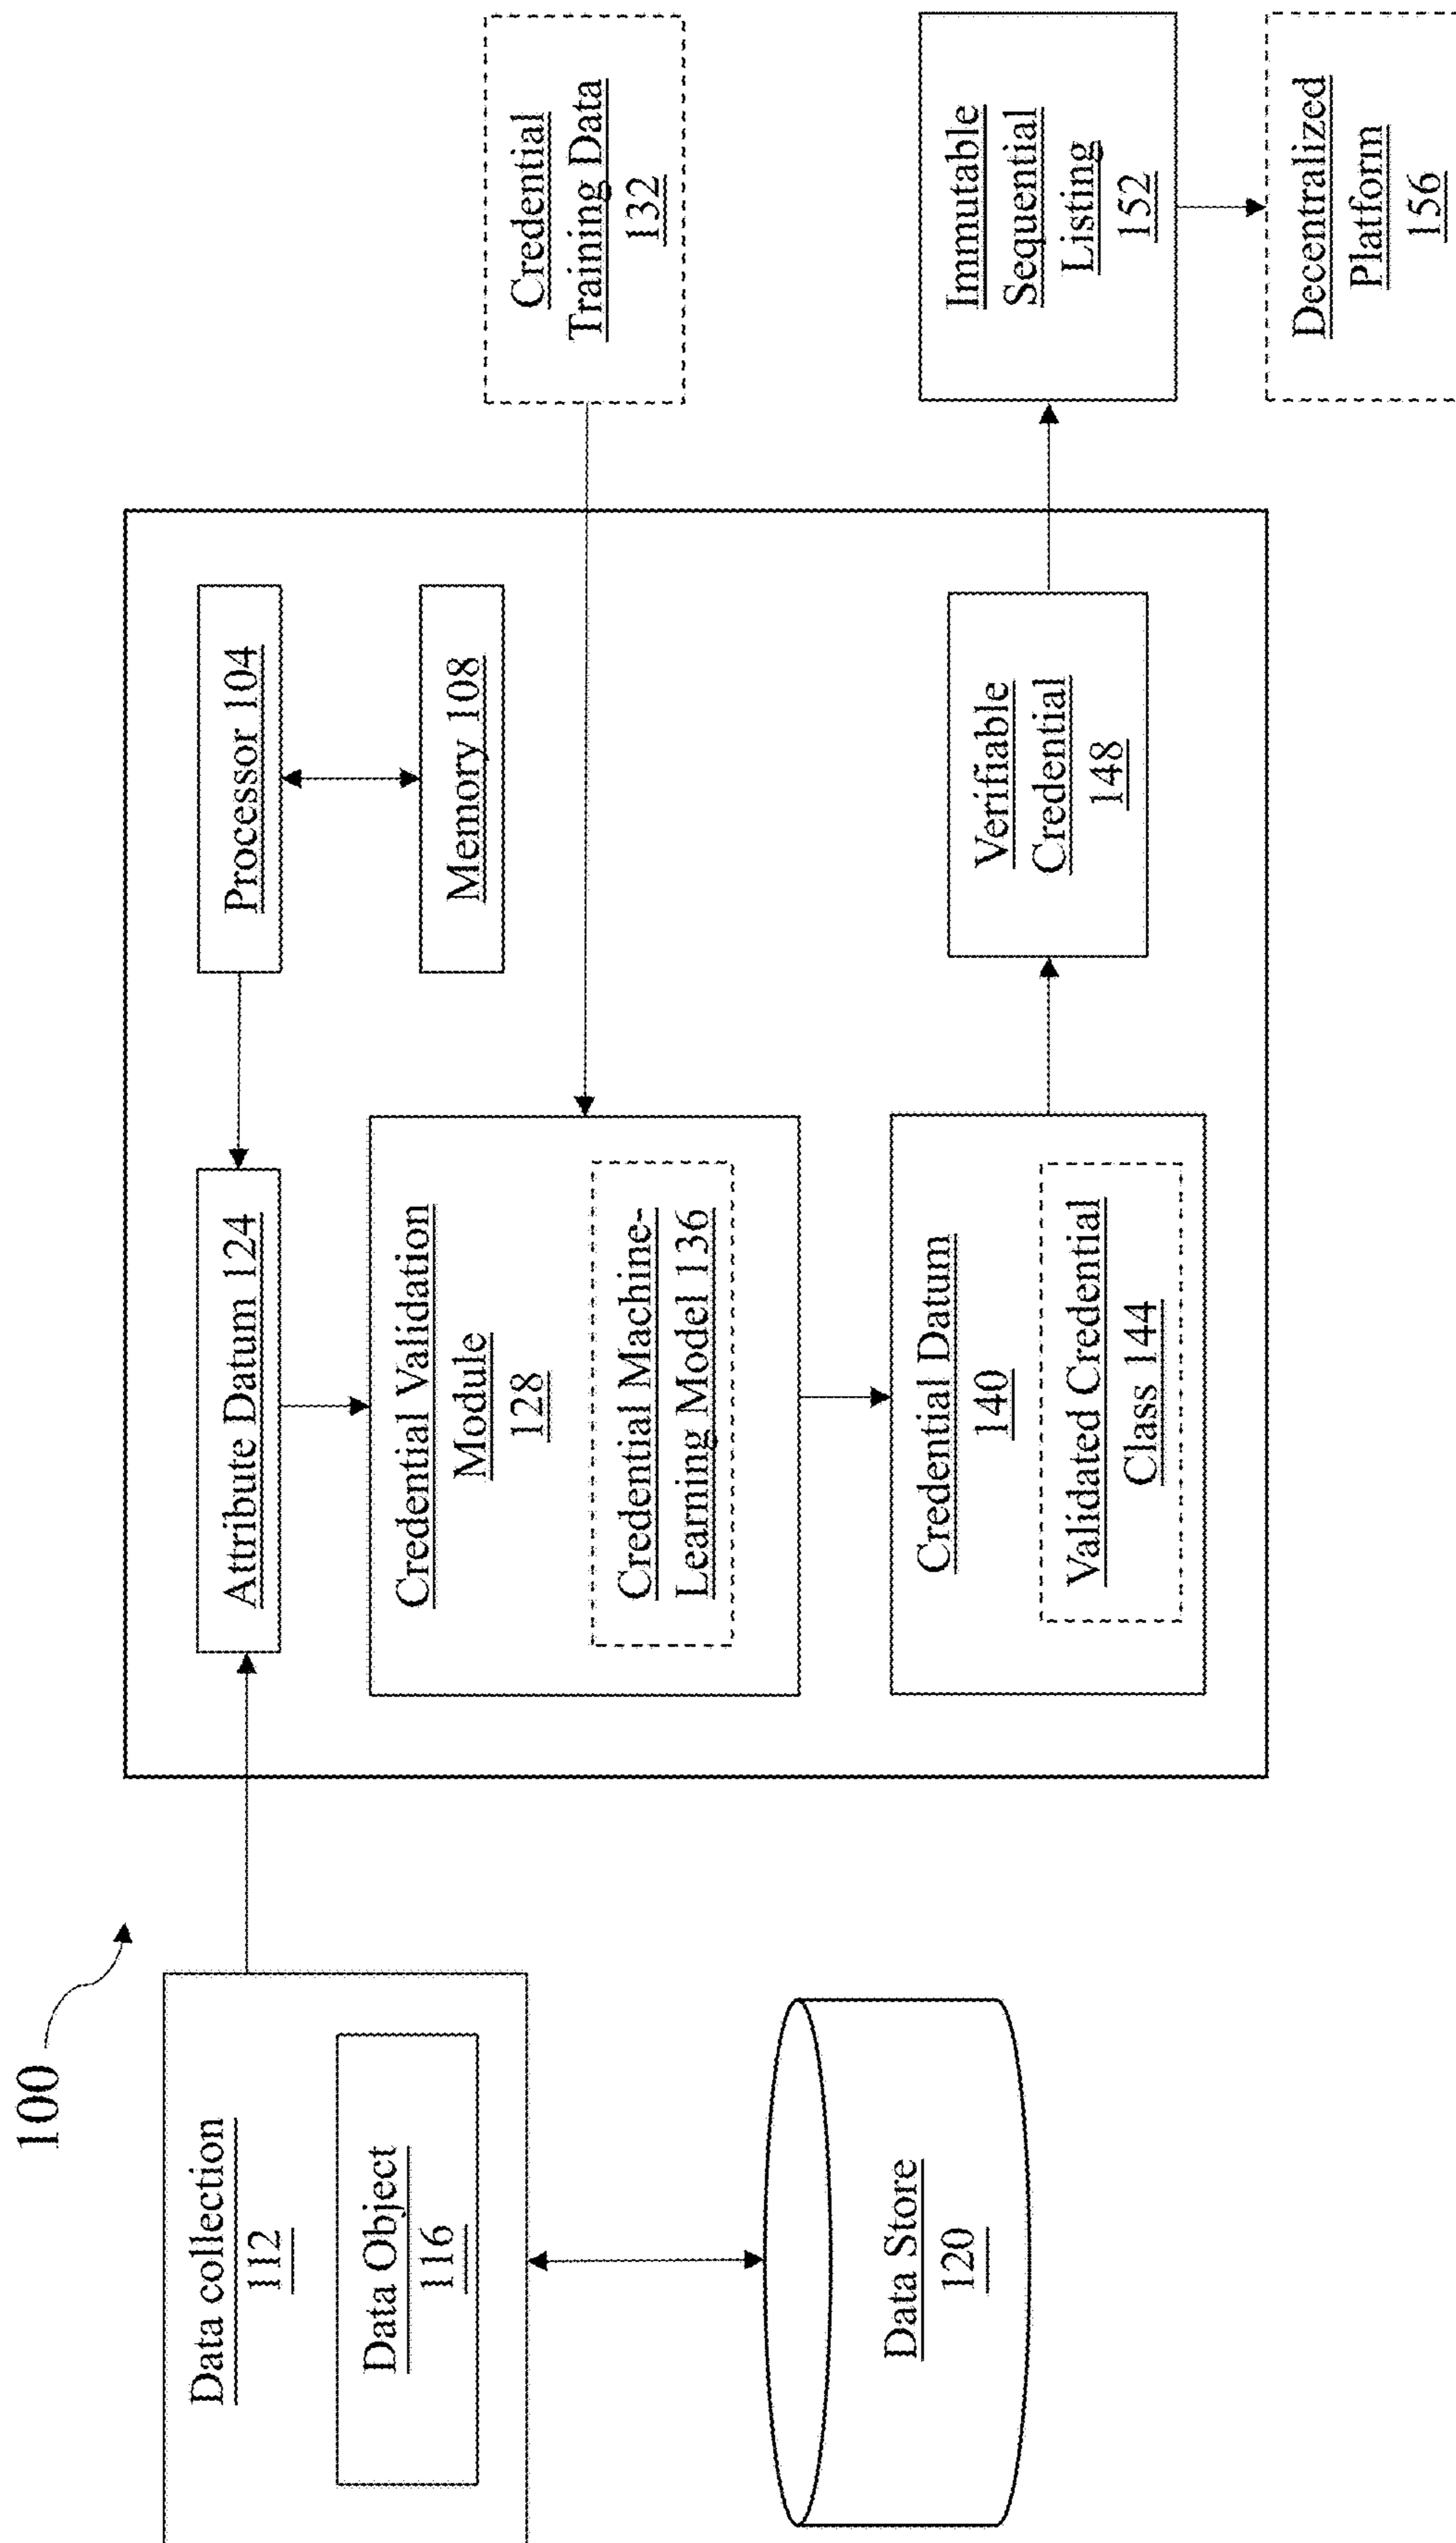 100
Data collection
112
Data Object
116
Data Store
120
Attribute Datum 124
Processor 104
Memory 108
Credential Validation
Module
128
Credential Machine-
Learning Model 136
Credential Datum
140
Validated Credential
Class 144
Verifiable
Credential
148
Credential
Training Data
132
Immutable
Sequential
Listing
152
Decentralized
Platform
156